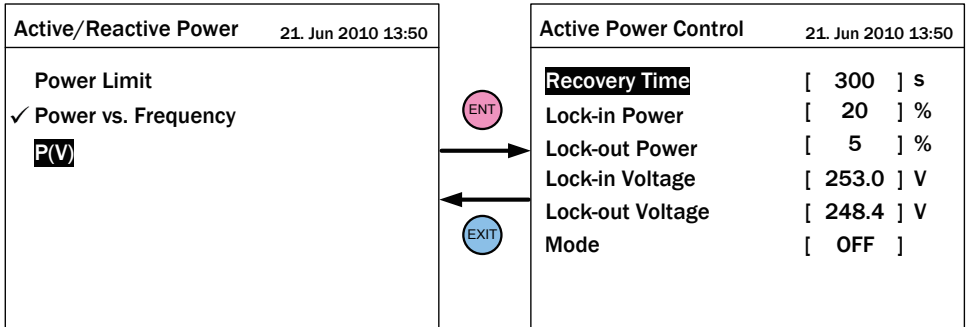 Active/Reactive Power 21. Jun 2010 13:50
Power Limit
✓ Power vs. Frequency
P(V)
ENT
EXIT
Active Power Control 21. Jun 2010 13:50
Recovery Time [ 300 ] s
Lock-in Power [ 20 ] %
Lock-out Power [ 5 ] %
Lock-in Voltage [ 253.0 ] V
Lock-out Voltage [ 248.4 ] V
Mode [ OFF ]